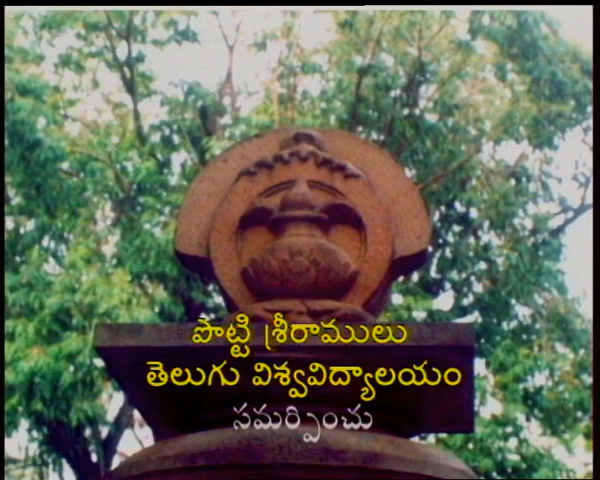 పొట్టి శ్రీరాములు
తెలుగు విశ్వవిద్యాలయం
సమర్పించు